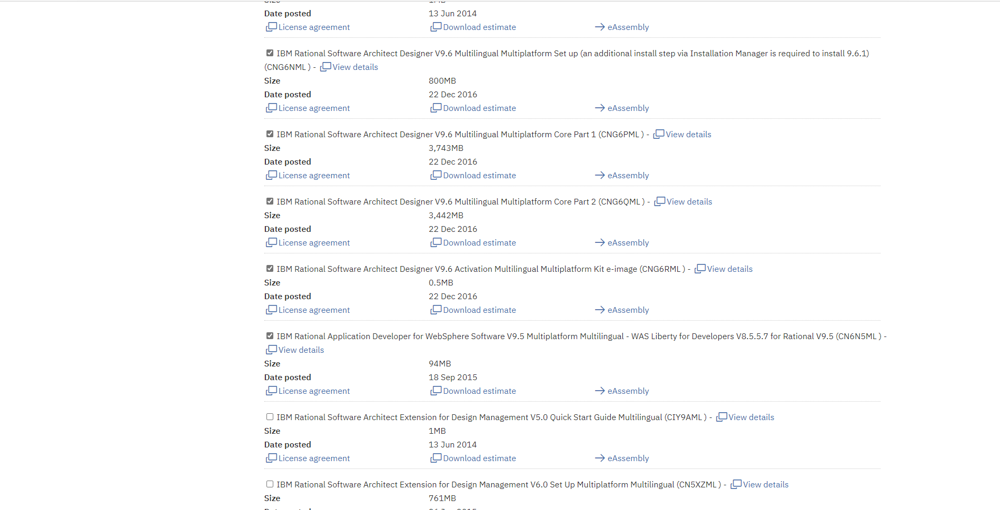 Date posted 13 Jun 2014
License agreement Download estimate eAssembly
IBM Rational Software Architect Designer V9.6 Multilingual Multiplatform Set up (an additional install step via Installation Manager is required to install 9.6.1)
(CNG6NML ) - View details
Size 800MB
Date posted 22 Dec 2016
License agreement Download estimate eAssembly
IBM Rational Software Architect Designer V9.6 Multilingual Multiplatform Core Part 1 (CNG6PML ) - View details
Size 3,743MB
Date posted 22 Dec 2016
License agreement Download estimate eAssembly
IBM Rational Software Architect Designer V9.6 Multilingual Multiplatform Core Part 2 (CNG6QML ) - View details
Size 3,442MB
Date posted 22 Dec 2016
License agreement Download estimate eAssembly
IBM Rational Software Architect Designer V9.6 Activation Multilingual Multiplatform Kit e-image (CNG6RML ) - View details
Size 0.5MB
Date posted 22 Dec 2016
License agreement Download estimate eAssembly
IBM Rational Application Developer for WebSphere Software V9.5 Multiplatform Multilingual - WAS Liberty for Developers V8.5.5.7 for Rational V9.5 (CN6N5ML ) -
View details
Size 94MB
Date posted 18 Sep 2015
License agreement Download estimate eAssembly
IBM Rational Software Architect Extension for Design Management V5.0 Quick Start Guide Multilingual (CIY9AML ) - View details
Size 1MB
Date posted 13 Jun 2014
License agreement Download estimate eAssembly
IBM Rational Software Architect Extension for Design Management V6.0 Set Up Multiplatform Multilingual (CN5XZML ) - View details
Size 761MB